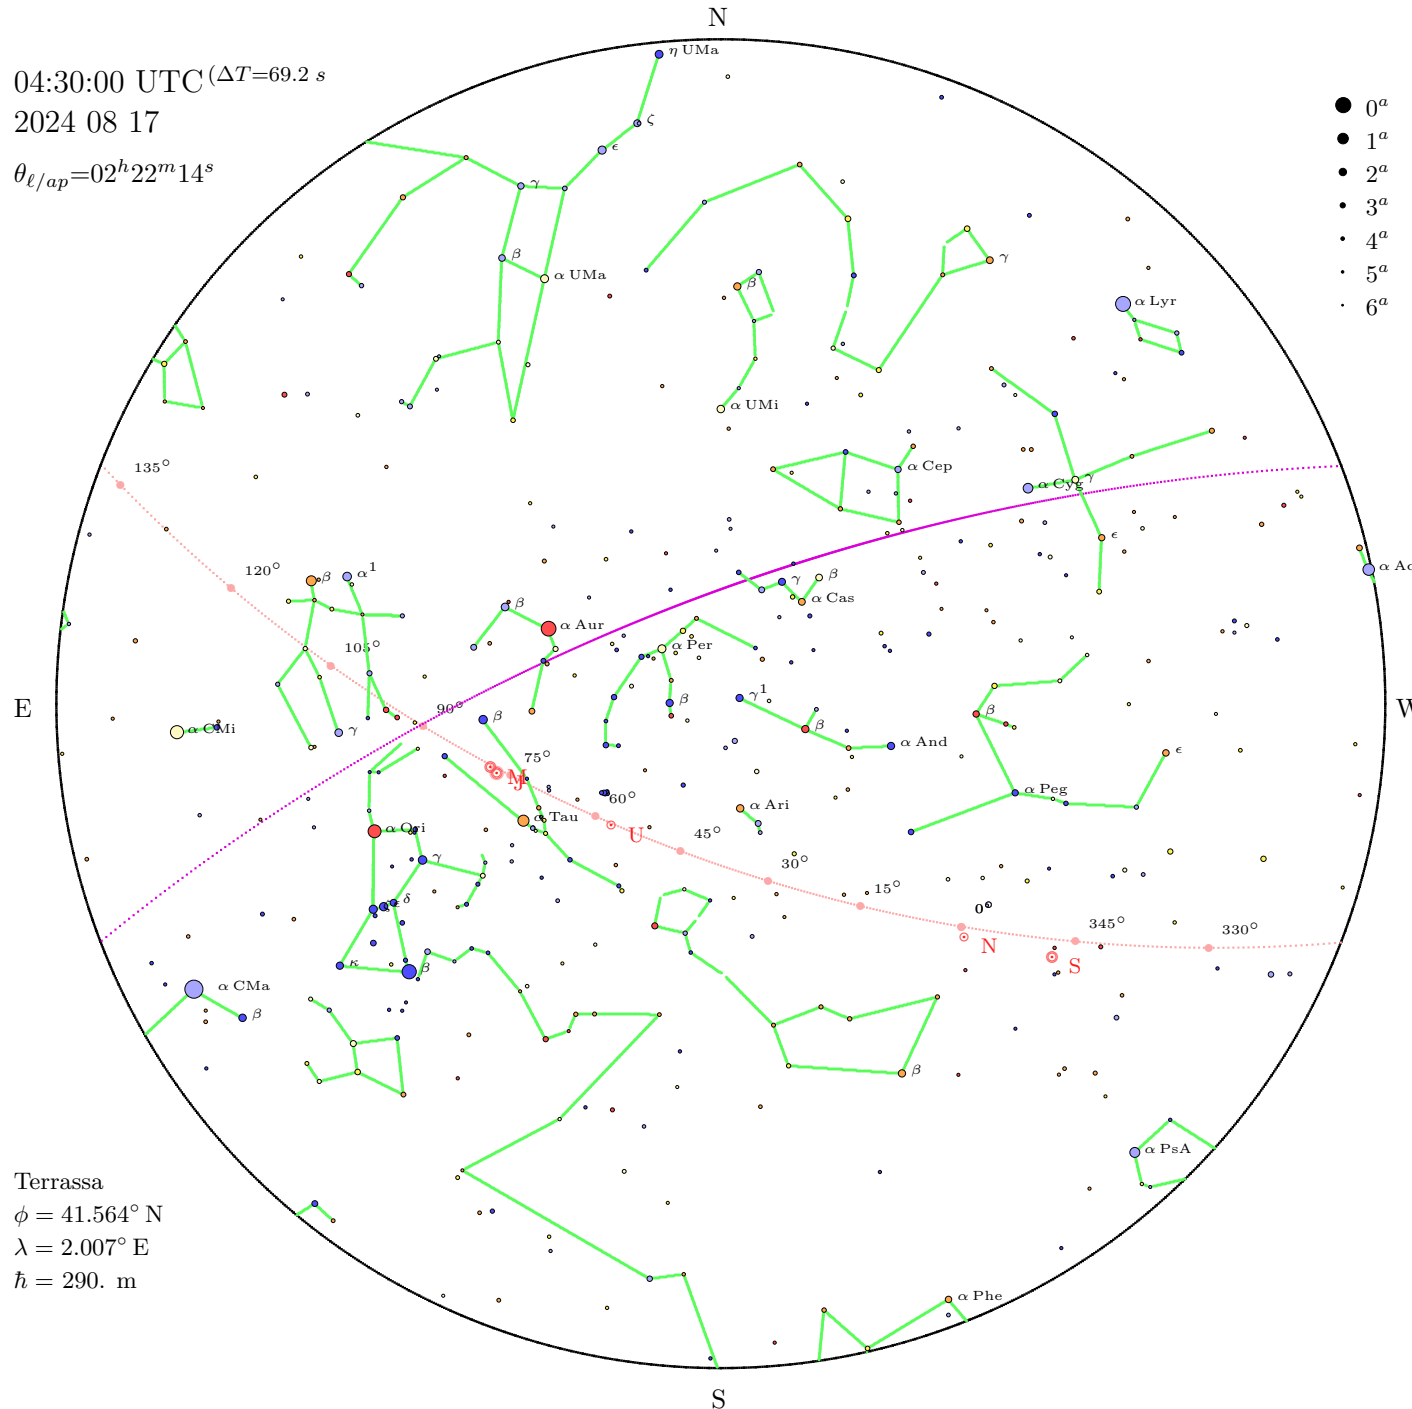 N
04:30:00 UTC (ΔT=69.2 s
2024 08 17
θℓ/ap=02ʰ22ᵐ14ˢ
0ᵃ
1ᵃ
2ᵃ
3ᵃ
4ᵃ
5ᵃ
6ᵃ
η UMa
ζ
ε
γ
β
α UMa
β
γ
α Lyr
α UMi
α Cep
α Cyg
γ
ε
135°
120°
105°
90°
75°
60°
45°
30°
15°
0°
345°
330°
β
α¹
β
α Aur
γ
β
α Cas
α Per
β
γ¹
β
α And
β
ε
α Peg
α Aq
E
W
α CMi
γ
β
M
J
α Tau
U
α Ari
α Ori
γ
ζ
ε
δ
κ
β
N
S
α CMa
β
β
α PsA
α Phe
Terrassa
ϕ = 41.564° N
λ = 2.007° E
ℏ = 290. m
S